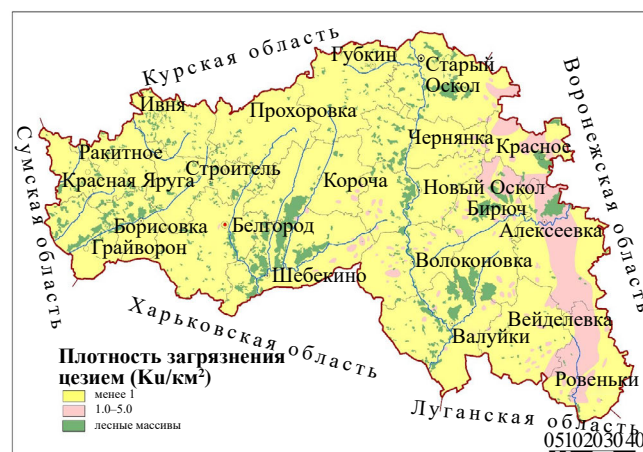 Курская область
Губкин
Старый
Оскол
Воронежская область
Ивня
Прохоровка
Сумская область
Чернянка
Красное
Ракитное
Строитель
Красная Яруга
Короча
Новый Оскол
Бирюч
Борисовка
Белгород
Алексеевка
Грайворон
Шебекино
Волоконовка
Харьковская область
Вейделевка
Валуйки
Плотность загрязнения
цезием (Ku/км²)
менее 1
1.0–5.0
лесные массивы
Ровеньки
Луганская область
0510203040